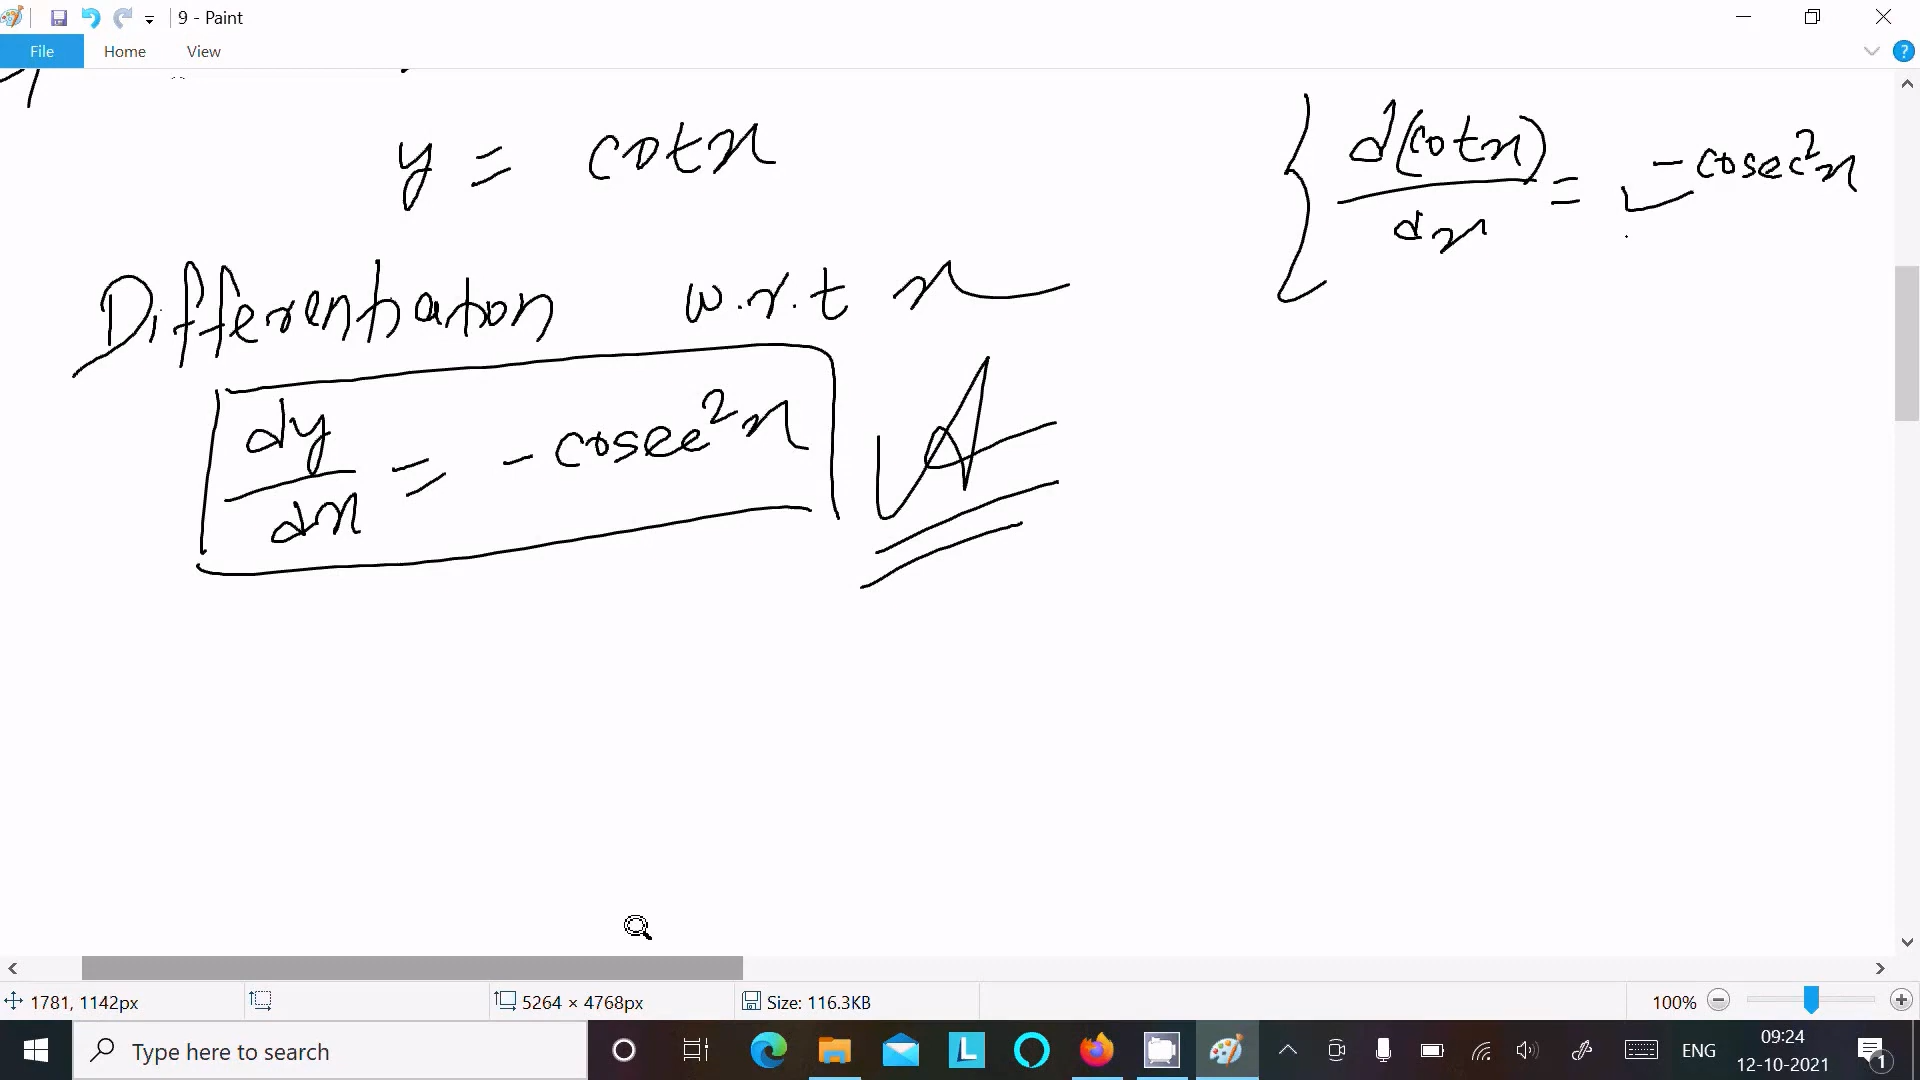 9 - Paint
File Home View
y = cotx
d(cotx)/dx = - cosec²x
Differentiation w.r.t x
dy/dx = - cosec²x
1781, 1142px 5264 × 4768px Size: 116.3KB 100%
Type here to search
ENG 09:24
12-10-2021
1